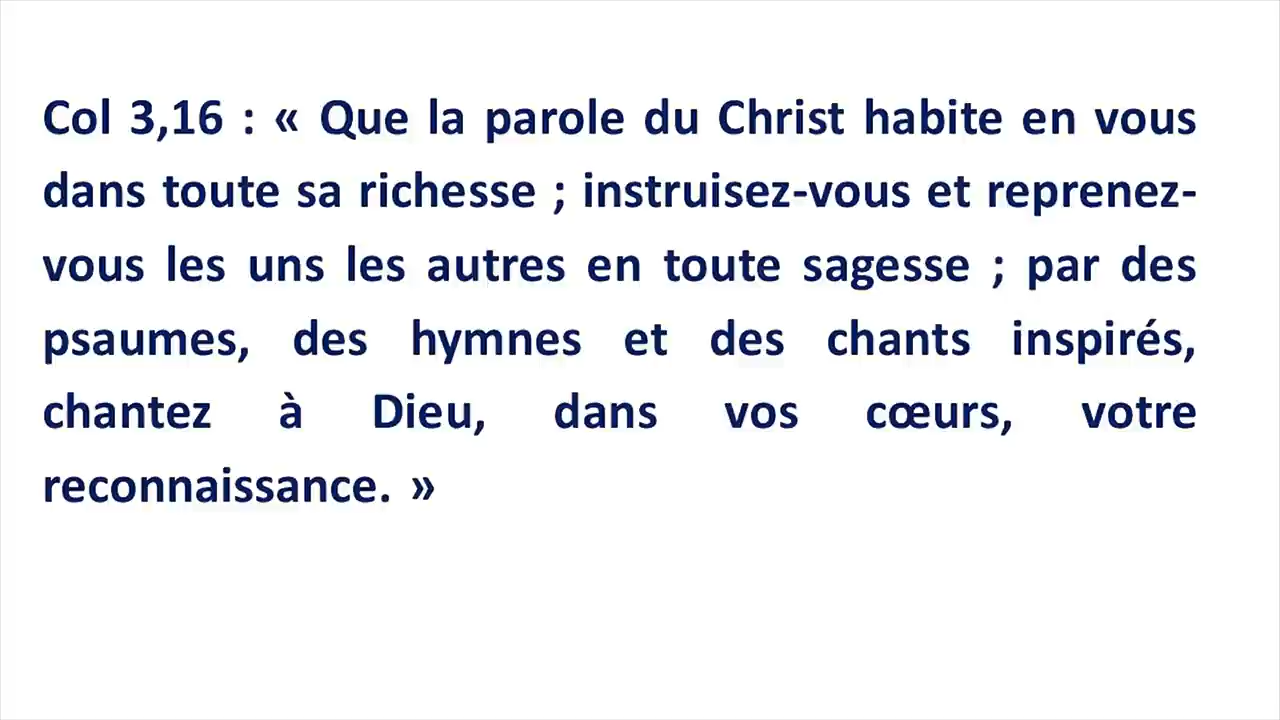 Col 3,16 : « Que la parole du Christ habite en vous
dans toute sa richesse ; instruisez-vous et reprenez-
vous les uns les autres en toute sagesse ; par des
psaumes, des hymnes et des chants inspirés,
chantez à Dieu, dans vos cœurs, votre
reconnaissance. »